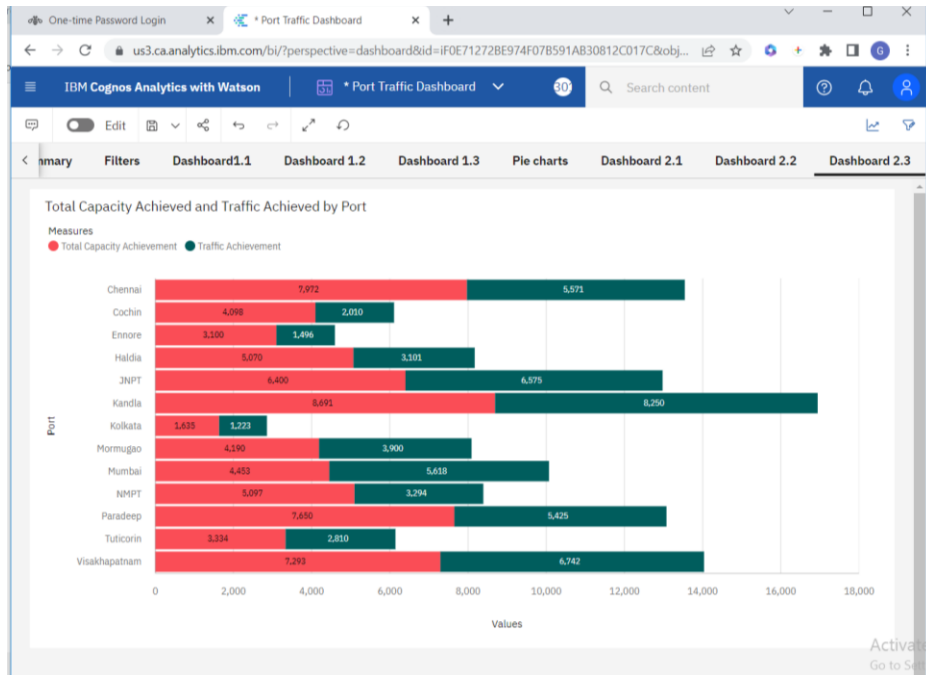 One-time Password Login
* Port Traffic Dashboard
us3.ca.analytics.ibm.com/bi/?perspective=dashboard&id=iF0E71272BE974F07B591AB30812C017C&obj...
G
IBM Cognos Analytics with Watson
* Port Traffic Dashboard
Search content
Edit
Filters
Dashboard1.1
Dashboard 1.2
Dashboard 1.3
Pie charts
Dashboard 2.1
Dashboard 2.2
Dashboard 2.3
Total Capacity Achieved and Traffic Achieved by Port
Measures
Total Capacity Achievement Traffic Achievement
Chennai 7,972 5,571
Cochin 4,098 2,010
Ennore 3,100 1,496
Haldia 5,070 3,101
JNPT 6,400 6,575
Kandla 8,691 8,250
Port
Kolkata 1,635 1,223
Mormugao 4,190 3,900
Mumbai 4,453 5,618
NMPT 5,097 3,294
Paradeep 7,650 5,425
Tuticorin 3,334 2,810
Visakhapatnam 7,293 6,742
0 2,000 4,000 6,000 8,000 10,000 12,000 14,000 16,000 18,000
Values
Activate
Go to Set